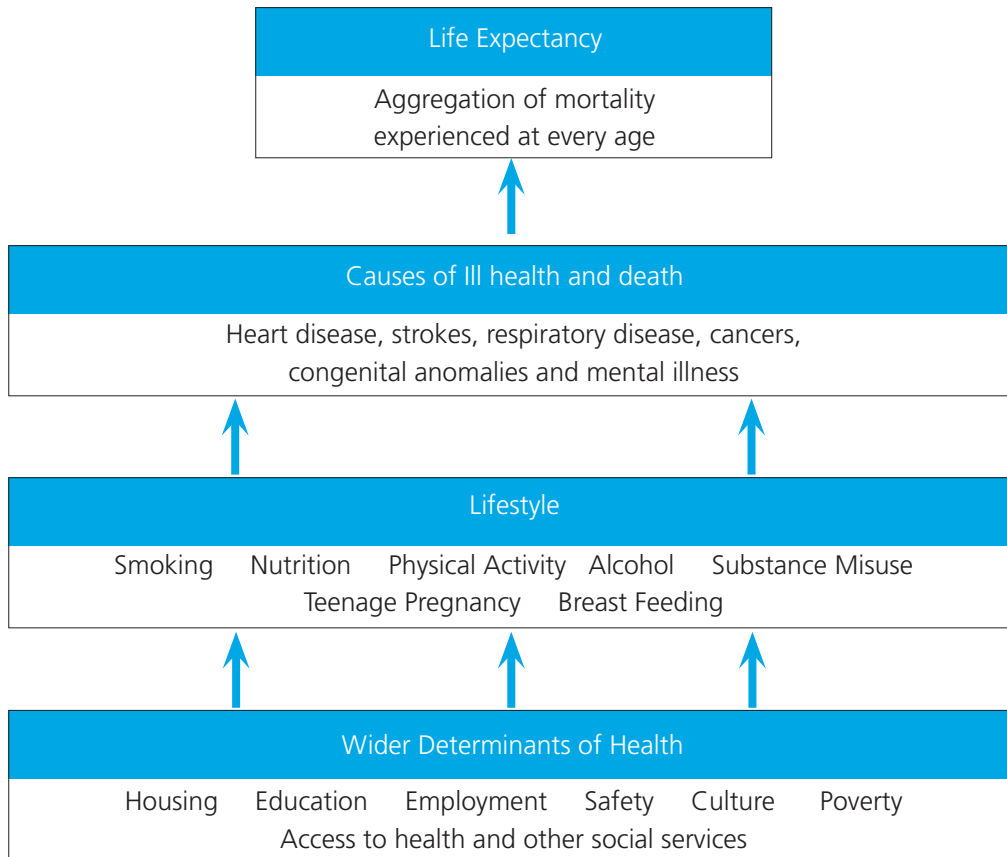 Life Expectancy
Aggregation of mortality
experienced at every age
Causes of Ill health and death
Heart disease, strokes, respiratory disease, cancers,
congenital anomalies and mental illness
Lifestyle
Smoking Nutrition Physical Activity Alcohol Substance Misuse
Teenage Pregnancy Breast Feeding
Wider Determinants of Health
Housing Education Employment Safety Culture Poverty
Access to health and other social services